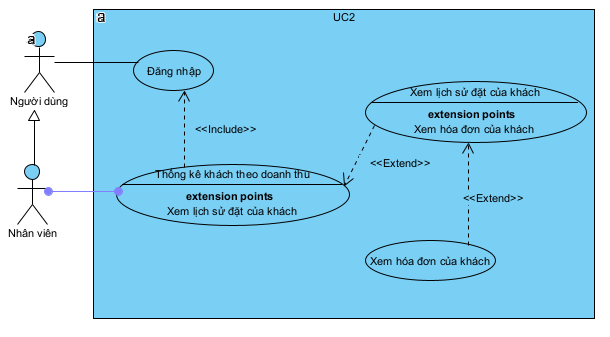 a
UC2
a
Đăng nhập
Người dùng
Xem lịch sử đặt của khách
extension points
Xem hóa đơn của khách
<<Include>>
<<Extend>>
Thống kê khách theo doanh thu
extension points
Xem lịch sử đặt của khách
<<Extend>>
Nhân viên
Xem hóa đơn của khách